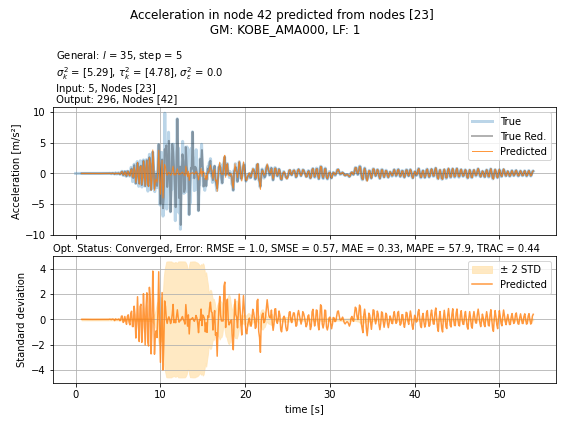 Acceleration in node 42 predicted from nodes [23]
GM: KOBE_AMA000, LF: 1
General: l = 35, step = 5
σ²ₖ = [5.29], τ²ₖ = [4.78], σ²ₑ = 0.0
Input: 5, Nodes [23]
Output: 296, Nodes [42]
10
5
0
−5
−10
Acceleration [m/s²]
True
True Red.
Predicted
Opt. Status: Converged, Error: RMSE = 1.0, SMSE = 0.57, MAE = 0.33, MAPE = 57.9, TRAC = 0.44
4
2
0
−2
−4
Standard deviation
± 2 STD
Predicted
0 10 20 30 40 50
time [s]